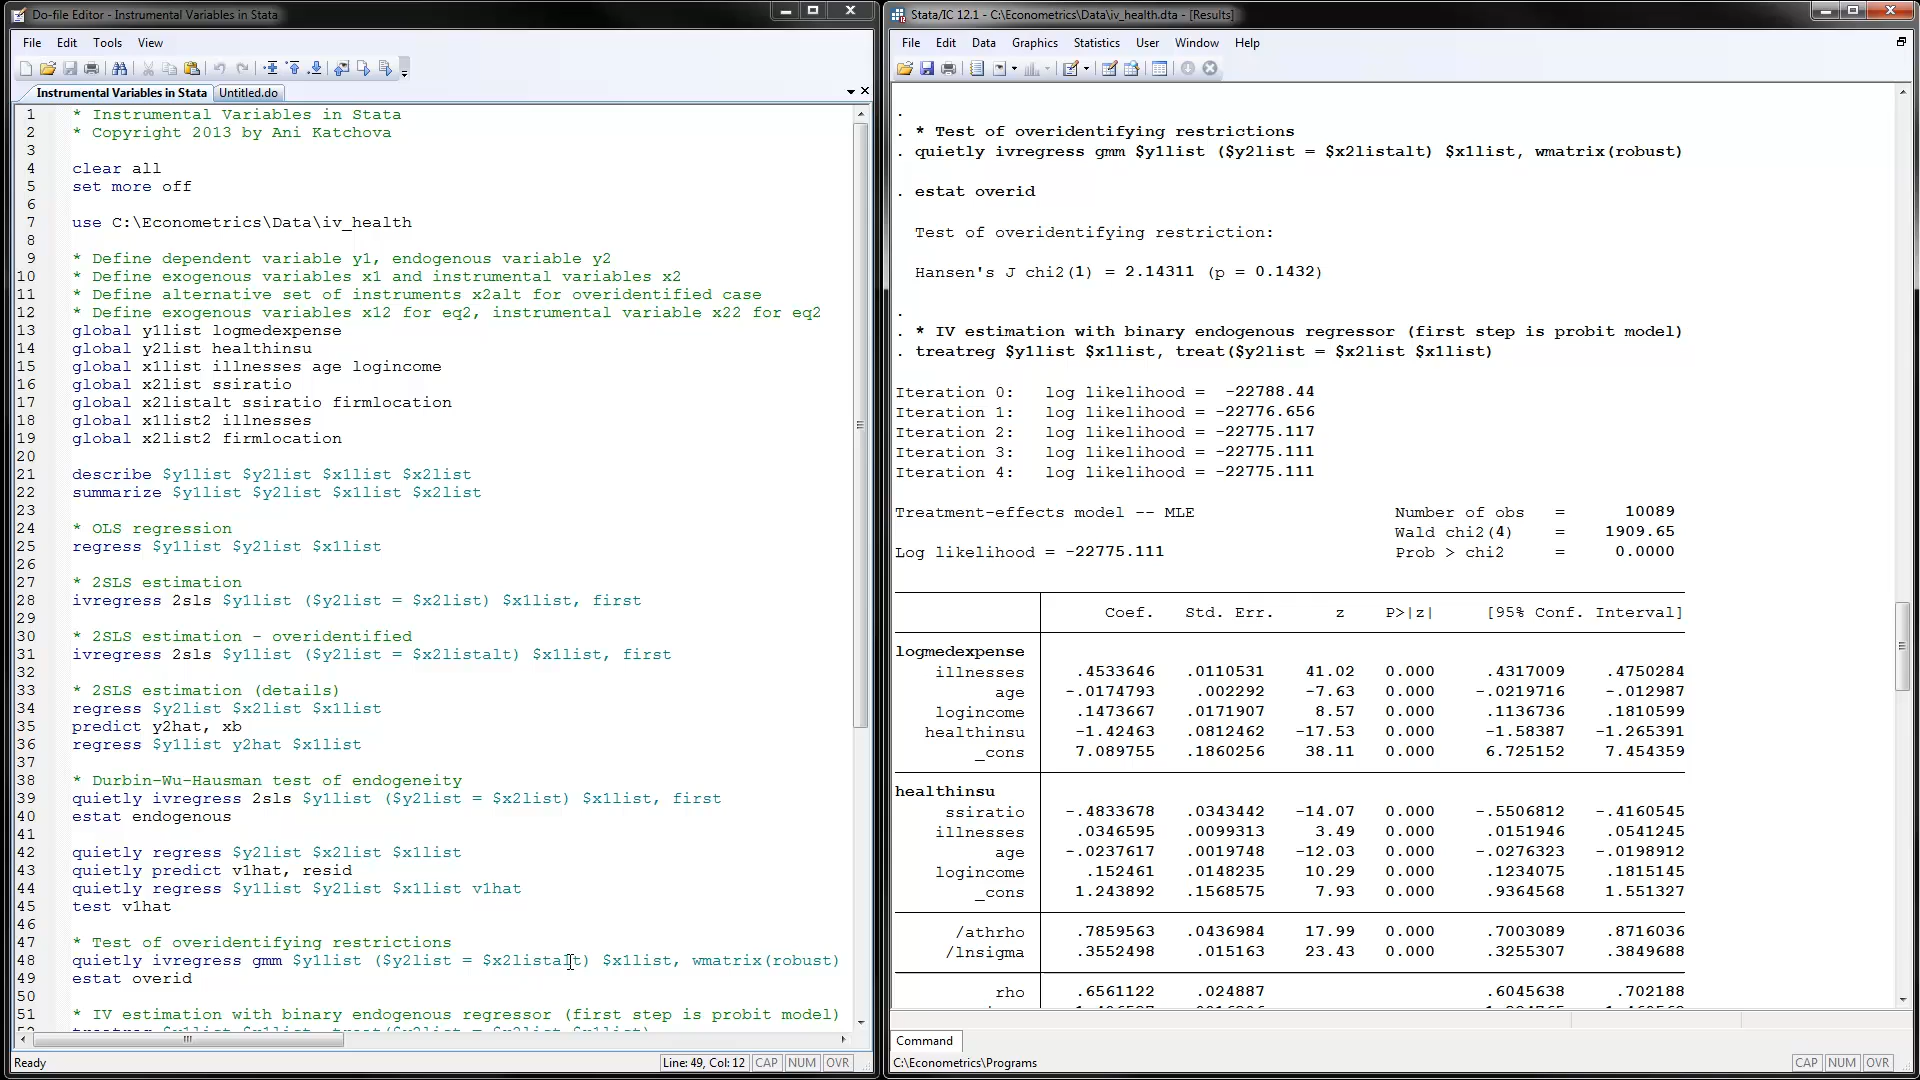 Do-file Editor - Instrumental Variables in Stata
File Edit Tools View
Instrumental Variables in Stata Untitled.do
1 * Instrumental Variables in Stata
2 * Copyright 2013 by Ani Katchova
3
4 clear all
5 set more off
6
7 use C:\Econometrics\Data\iv_health
8
9 * Define dependent variable y1, endogenous variable y2
10 * Define exogenous variables x1 and instrumental variables x2
11 * Define alternative set of instruments x2alt for overidentified case
12 * Define exogenous variables x12 for eq2, instrumental variable x22 for eq2
13 global y1list logmedexpense
14 global y2list healthinsu
15 global x1list illnesses age logincome
16 global x2list ssiratio
17 global x2listalt ssiratio firmlocation
18 global x1list2 illnesses
19 global x2list2 firmlocation
20
21 describe $y1list $y2list $x1list $x2list
22 summarize $y1list $y2list $x1list $x2list
23
24 * OLS regression
25 regress $y1list $y2list $x1list
26
27 * 2SLS estimation
28 ivregress 2sls $y1list ($y2list = $x2list) $x1list, first
29
30 * 2SLS estimation - overidentified
31 ivregress 2sls $y1list ($y2list = $x2listalt) $x1list, first
32
33 * 2SLS estimation (details)
34 regress $y2list $x2list $x1list
35 predict y2hat, xb
36 regress $y1list y2hat $x1list
37
38 * Durbin-Wu-Hausman test of endogeneity
39 quietly ivregress 2sls $y1list ($y2list = $x2list) $x1list, first
40 estat endogenous
41
42 quietly regress $y2list $x2list $x1list
43 quietly predict v1hat, resid
44 quietly regress $y1list $y2list $x1list v1hat
45 test v1hat
46
47 * Test of overidentifying restrictions
48 quietly ivregress gmm $y1list ($y2list = $x2listalt) $x1list, wmatrix(robust)
49 estat overid
50
51 * IV estimation with binary endogenous regressor (first step is probit model)
Ready Line: 49, Col: 12 CAP NUM OVR
Stata/IC 12.1 - C:\Econometrics\Data\iv_health.dta - [Results]
File Edit Data Graphics Statistics User Window Help
.
. * Test of overidentifying restrictions
. quietly ivregress gmm $y1list ($y2list = $x2listalt) $x1list, wmatrix(robust)
. estat overid
Test of overidentifying restriction:
Hansen's J chi2(1) = 2.14311 (p = 0.1432)
.
. * IV estimation with binary endogenous regressor (first step is probit model)
. treatreg $y1list $x1list, treat($y2list = $x2list $x1list)
Iteration 0: log likelihood = -22788.44
Iteration 1: log likelihood = -22776.656
Iteration 2: log likelihood = -22775.117
Iteration 3: log likelihood = -22775.111
Iteration 4: log likelihood = -22775.111
Treatment-effects model -- MLE Number of obs = 10089
Wald chi2(4) = 1909.65
Log likelihood = -22775.111 Prob > chi2 = 0.0000
Coef. Std. Err. z P>|z| [95% Conf. Interval]
logmedexpense
illnesses .4533646 .0110531 41.02 0.000 .4317009 .4750284
age -.0174793 .002292 -7.63 0.000 -.0219716 -.012987
logincome .1473667 .0171907 8.57 0.000 .1136736 .1810599
healthinsu -1.42463 .0812462 -17.53 0.000 -1.58387 -1.265391
_cons 7.089755 .1860256 38.11 0.000 6.725152 7.454359
healthinsu
ssiratio -.4833678 .0343442 -14.07 0.000 -.5506812 -.4160545
illnesses .0346595 .0099313 3.49 0.000 .0151946 .0541245
age -.0237617 .0019748 -12.03 0.000 -.0276323 -.0198912
logincome .152461 .0148235 10.29 0.000 .1234075 .1815145
_cons 1.243892 .1568575 7.93 0.000 .9364568 1.551327
/athrho .7859563 .0436984 17.99 0.000 .7003089 .8716036
/lnsigma .3552498 .015163 23.43 0.000 .3255307 .3849688
rho .6561122 .024887 .6045638 .702188
Command
C:\Econometrics\Programs CAP NUM OVR